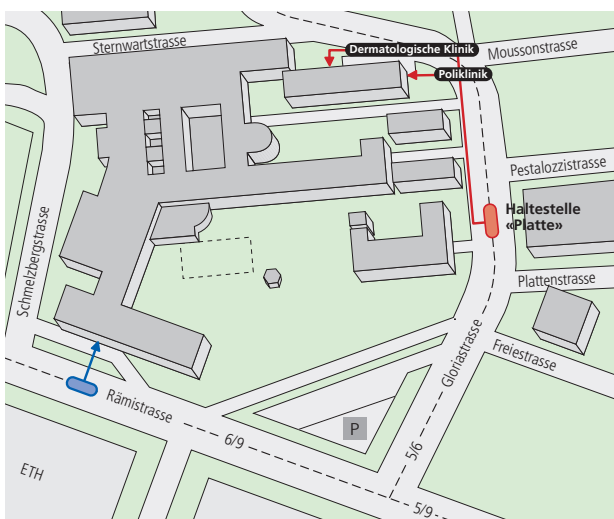 Sternwartstrasse
Dermatologische Klinik
Moussonstrasse
Poliklinik
Pestalozzistrasse
Haltestelle
«Platte»
Schmelzbergstrasse
Plattenstrasse
Gloriastrasse
Freiestrasse
Rämistrasse
P
6/9
5/6
ETH
5/9